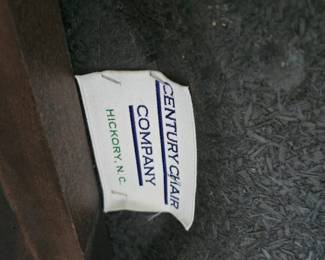 CENTURY CHAIR
COMPANY
HICKORY, N.C.